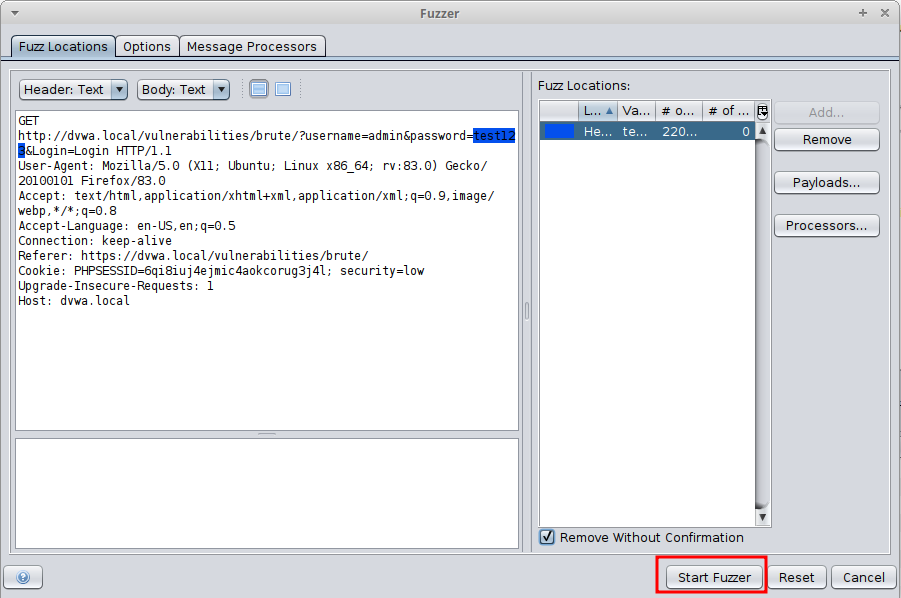 Fuzzer
Fuzz Locations Options Message Processors
Header: Text Body: Text
GET
http://dvwa.local/vulnerabilities/brute/?username=admin&password=test12
3&Login=Login HTTP/1.1
User-Agent: Mozilla/5.0 (X11; Ubuntu; Linux x86_64; rv:83.0) Gecko/
20100101 Firefox/83.0
Accept: text/html,application/xhtml+xml,application/xml;q=0.9,image/
webp,*/*;q=0.8
Accept-Language: en-US,en;q=0.5
Connection: keep-alive
Referer: https://dvwa.local/vulnerabilities/brute/
Cookie: PHPSESSID=6qi8iuj4ejmic4aokcorug3j4l; security=low
Upgrade-Insecure-Requests: 1
Host: dvwa.local
Fuzz Locations:
L... Va... # o... # of ...
He... te... 220... 0
Add...
Remove
Payloads...
Processors...
Remove Without Confirmation
Start Fuzzer Reset Cancel